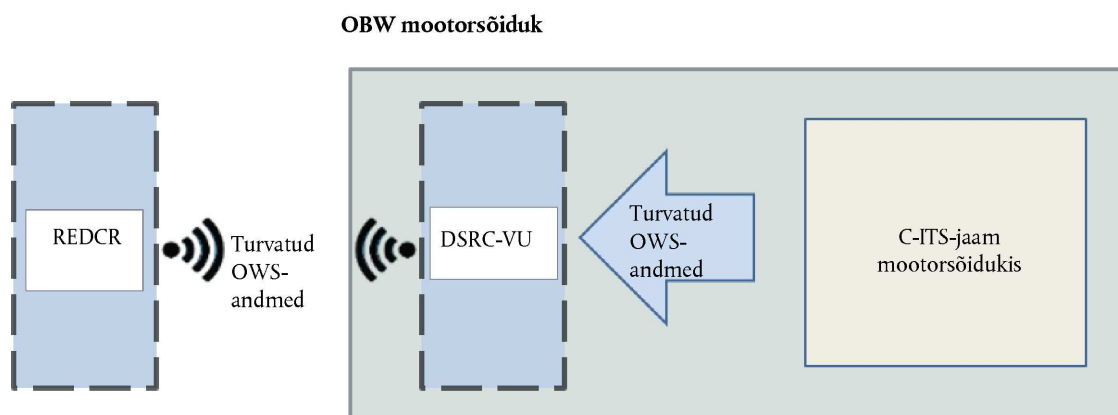 OBW mootorsõiduk
REDCR
Turvatud
OWS-
andmed
DSRC-VU
Turvatud
OWS-
andmed
C-ITS-jaam
mootorsõidukis